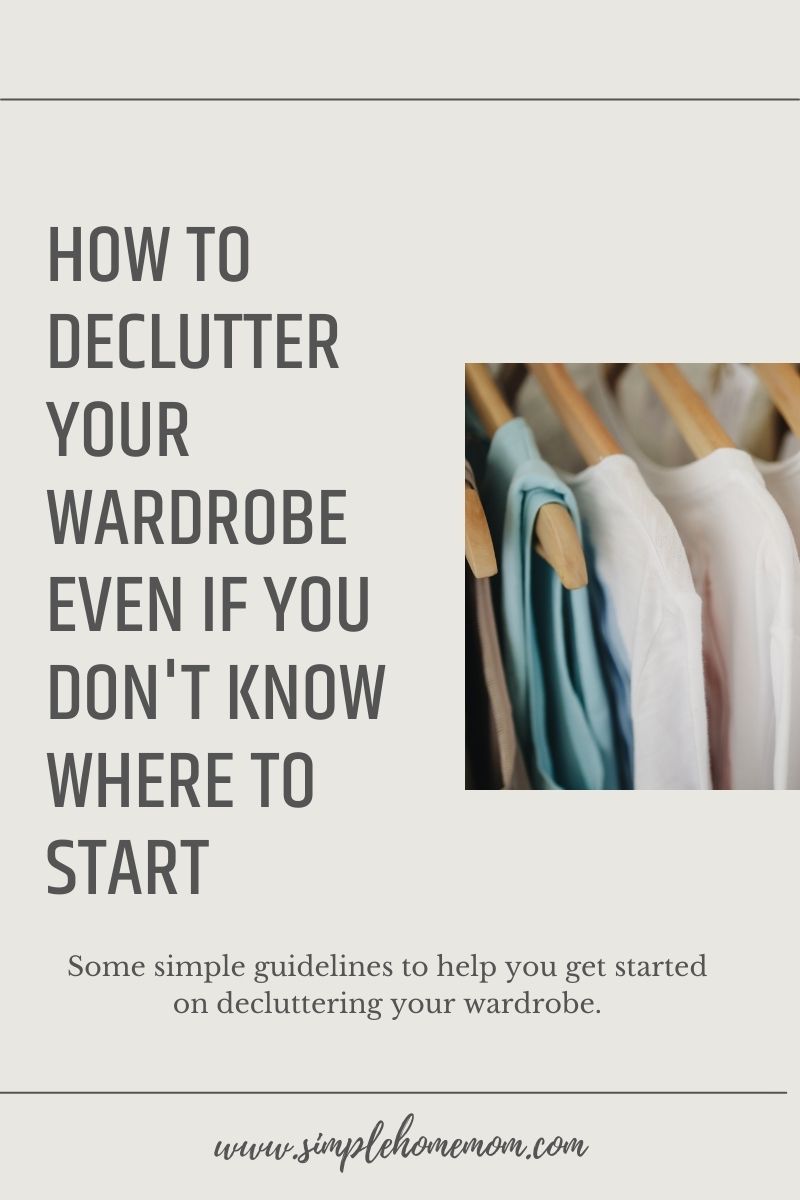 HOW TO
DECLUTTER
YOUR
WARDROBE
EVEN IF YOU
DON'T KNOW
WHERE TO
START
Some simple guidelines to help you get started
on decluttering your wardrobe.
www.simplehomemom.com